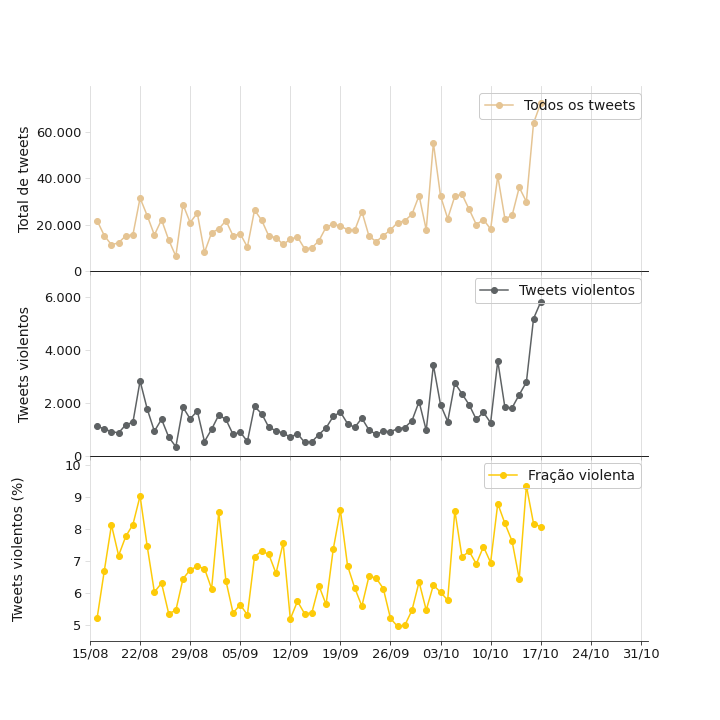 Todos os tweets
Total de tweets
60.000
40.000
20.000
0
Tweets violentos
Tweets violentos
6.000
4.000
2.000
0
Fração violenta
Tweets violentos (%)
10
9
8
7
6
5
15/08 22/08 29/08 05/09 12/09 19/09 26/09 03/10 10/10 17/10 24/10 31/10